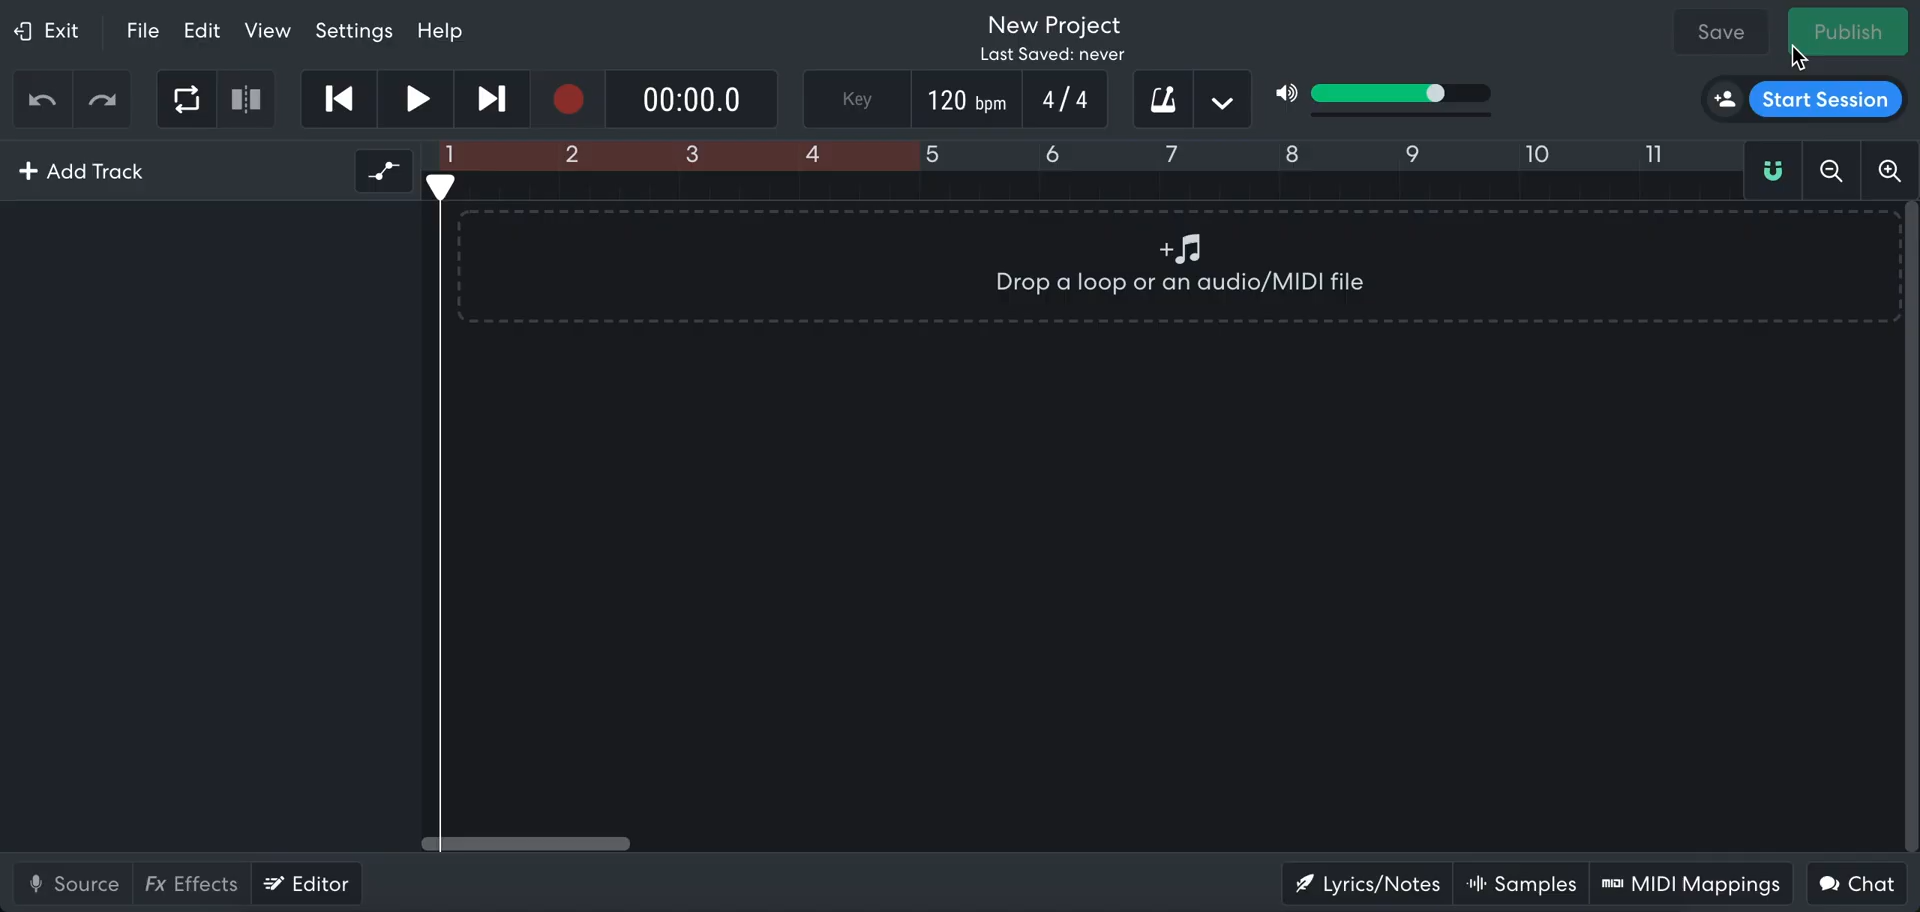 Exit File Edit View Settings Help
New Project
Last Saved: never
Save
Publish
00:00.0
Key
120 bpm
4 / 4
Start Session
+ Add Track
1 2 3 4 5 6 7 8 9 10 11
Drop a loop or an audio/MIDI file
Source
Fx Effects
Editor
Lyrics/Notes
Samples
MIDI MIDI Mappings
Chat